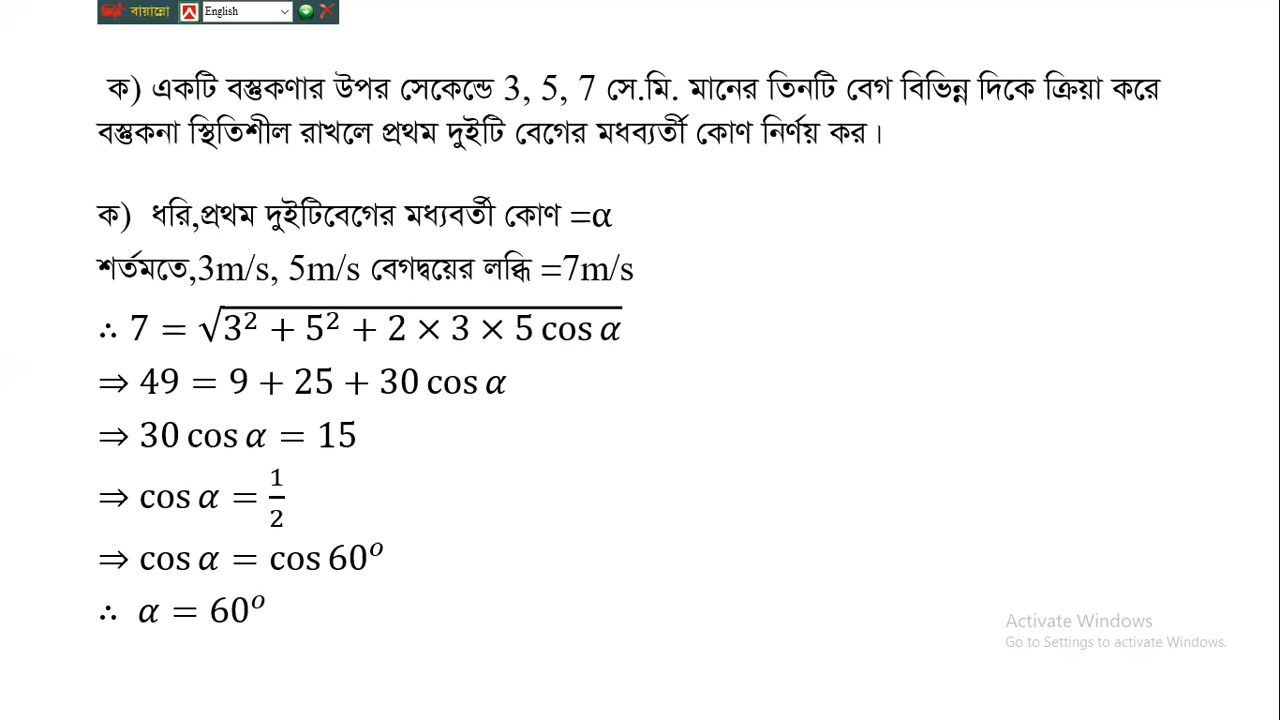 বায়ান্নো English
ক) একটি বস্তুকণার উপর সেকেন্ডে 3, 5, 7 সে.মি. মানের তিনটি বেগ বিভিন্ন দিকে ক্রিয়া করে
বস্তুকনা স্থিতিশীল রাখলে প্রথম দুইটি বেগের মধব্যর্তী কোণ নির্ণয় কর।
ক) ধরি,প্রথম দুইটিবেগের মধ্যবর্তী কোণ =α
শর্তমতে,3m/s, 5m/s বেগদ্বয়ের লব্ধি =7m/s
∴ 7 = √(3² + 5² + 2 × 3 × 5 cos α)
⇒ 49 = 9 + 25 + 30 cos α
⇒ 30 cos α = 15
⇒ cos α = 1/2
⇒ cos α = cos 60°
∴ α = 60°
Activate Windows
Go to Settings to activate Windows.